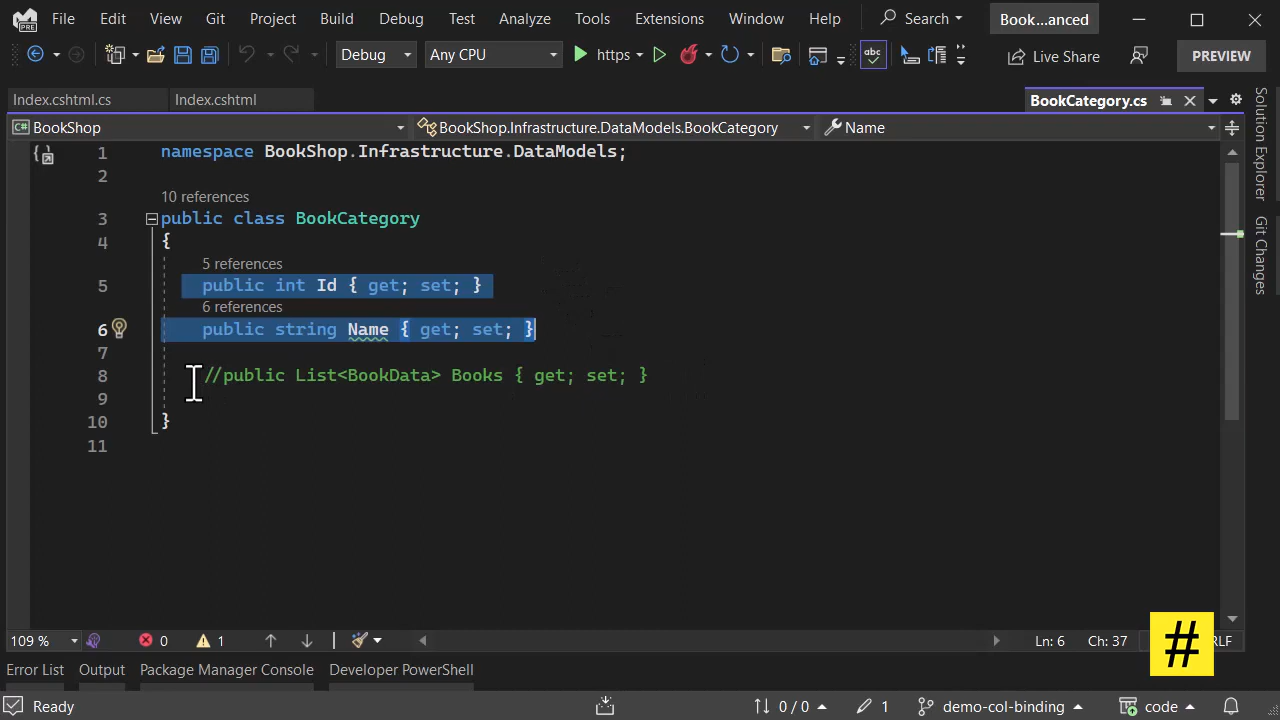 File Edit View Git Project Build Debug Test Analyze Tools Extensions Window Help Search Book...anced
PRE
Debug Any CPU https abc Live Share PREVIEW
Index.cshtml.cs Index.cshtml BookCategory.cs
C# BookShop BookShop.Infrastructure.DataModels.BookCategory Name
1 namespace BookShop.Infrastructure.DataModels;
2
10 references
3 public class BookCategory
4 {
5 references
5 public int Id { get; set; }
6 references
6 public string Name { get; set; }
7
8 //public List<BookData> Books { get; set; }
9
10 }
11
Solution Explorer
Git Changes
109 % 0 1 Ln: 6 Ch: 37 RLF
#
Error List Output Package Manager Console Developer PowerShell
Ready 0 / 0 1 demo-col-binding code